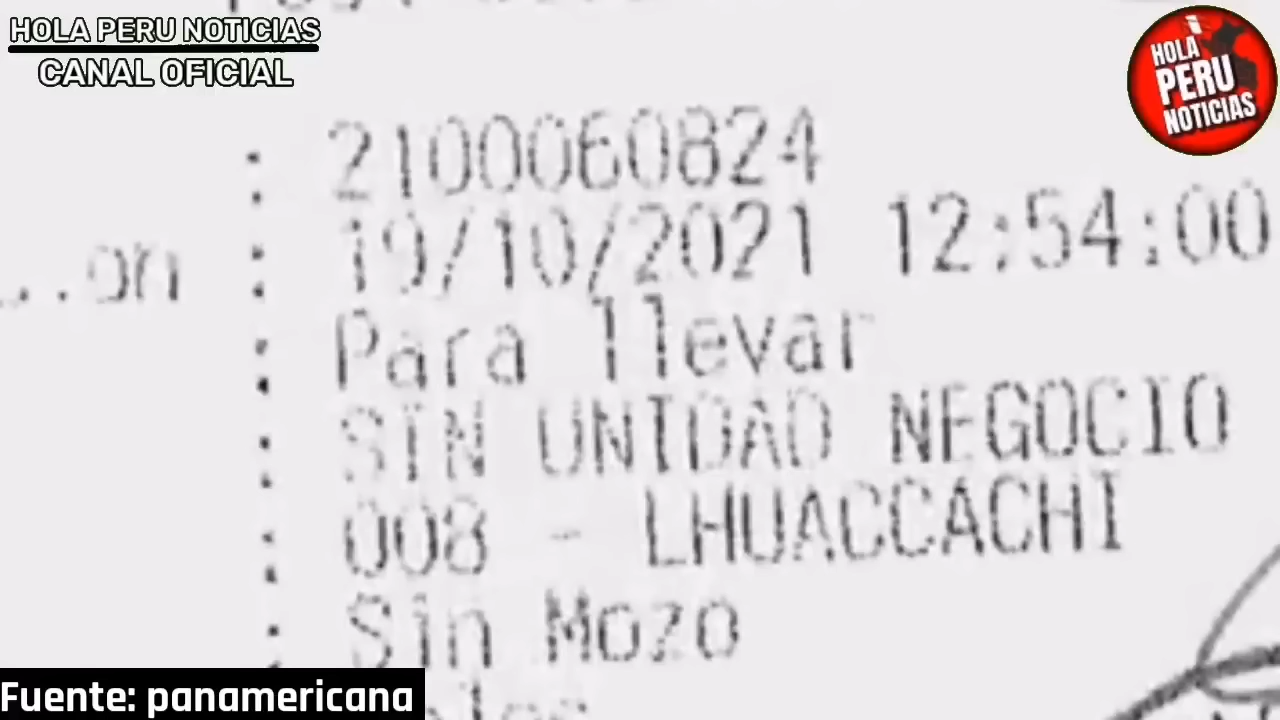 HOLA PERU NOTICIAS
CANAL OFICIAL
HOLA
PERU
NOTICIAS
: 2100060824
: 19/10/2021 12:54:00
: Para llevar
: SIN UNIDAD NEGOCIO
: 008 - LHUACCACHI
: Sin Mozo
Fuente: panamericana